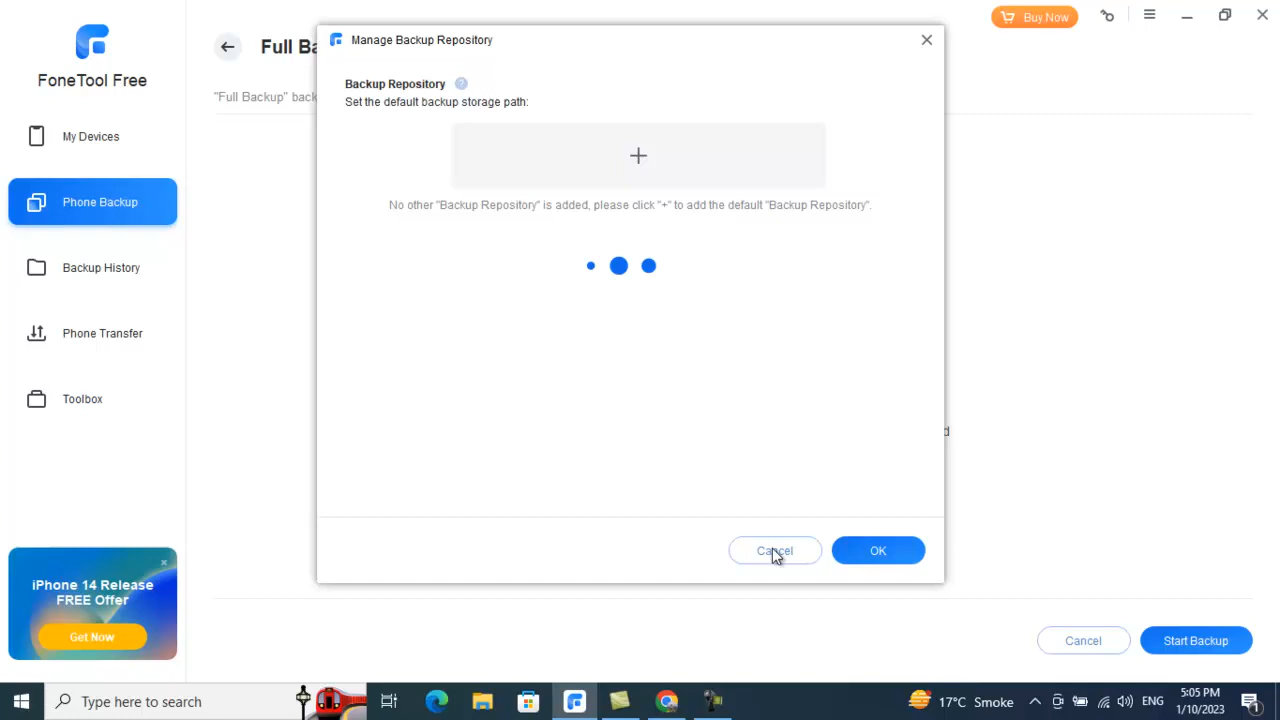 Buy Now
FoneTool Free
My Devices
Phone Backup
Backup History
Phone Transfer
Toolbox
iPhone 14 Release
FREE Offer
Get Now
Full Ba
"Full Backup" back
Manage Backup Repository
Backup Repository ?
Set the default backup storage path:
No other "Backup Repository" is added, please click "+" to add the default "Backup Repository".
Cancel
OK
d
Cancel
Start Backup
Type here to search
17°C Smoke
ENG
5:05 PM
1/10/2023
1